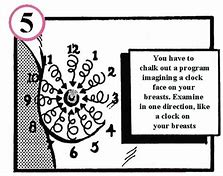 5
12
11
1
10
2
9
3
8
4
7
5
6
You have to
chalk out a program
imagining a clock
face on your
breasts. Examine
in one direction, like
a clock on
your breasts